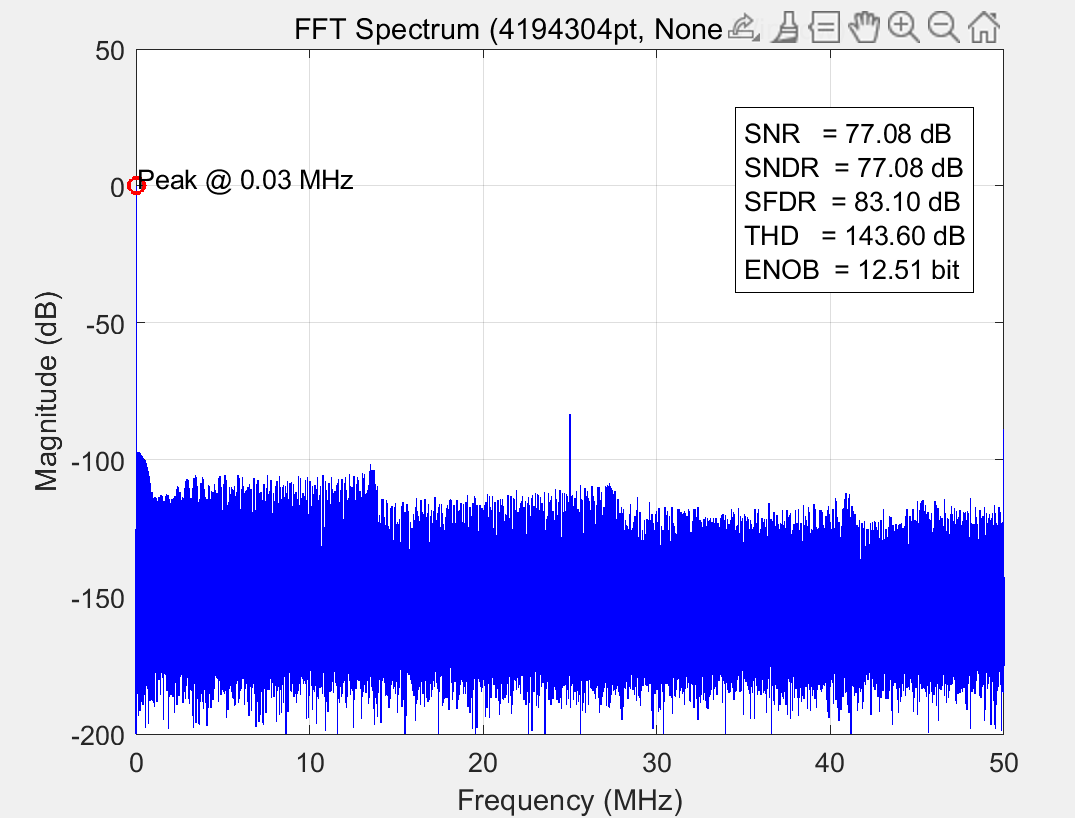 FFT Spectrum (4194304pt, None
50
0
-50
-100
-150
-200
Magnitude (dB)
Peak @ 0.03 MHz
SNR = 77.08 dB
SNDR = 77.08 dB
SFDR = 83.10 dB
THD = 143.60 dB
ENOB = 12.51 bit
0 10 20 30 40 50
Frequency (MHz)